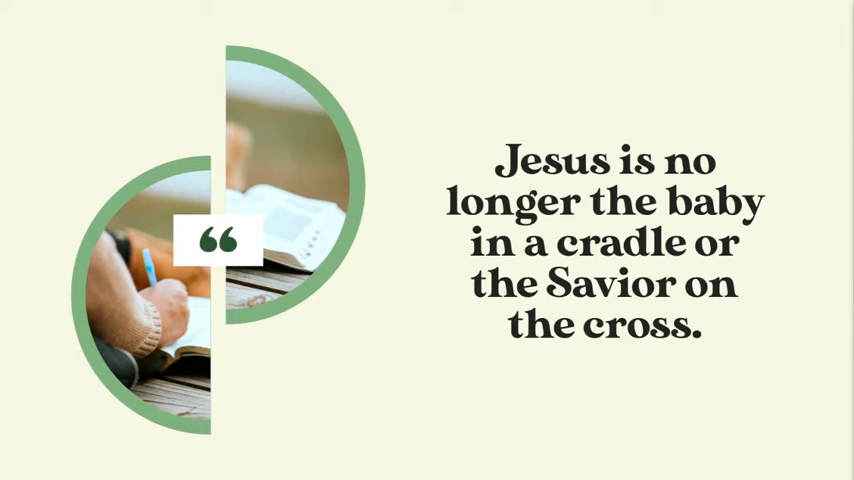 “
Jesus is no
longer the baby
in a cradle or
the Savior on
the cross.